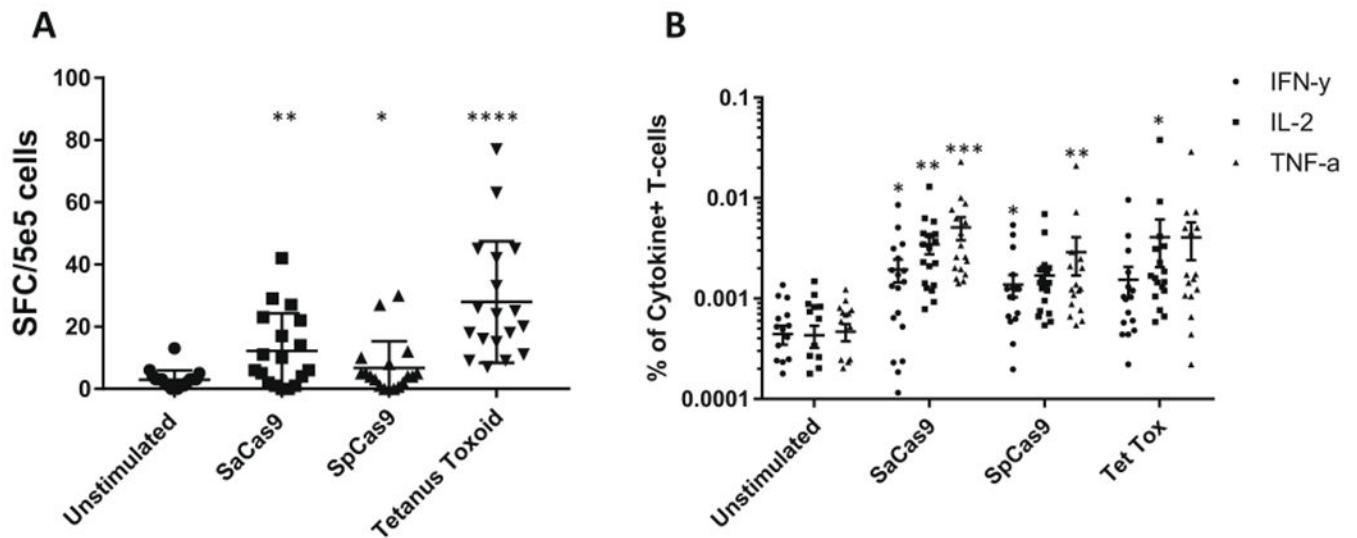 A
SFC/5e5 cells
100
80
60
40
20
0
** * ****
Unstimulated
SaCas9
SpCas9
Tetanus Toxoid
B
% of Cytokine+ T-cells
0.1
0.01
0.001
0.0001
* ** *** * ** *
Unstimulated
SaCas9
SpCas9
Tet Tox
IFN-y
IL-2
TNF-a